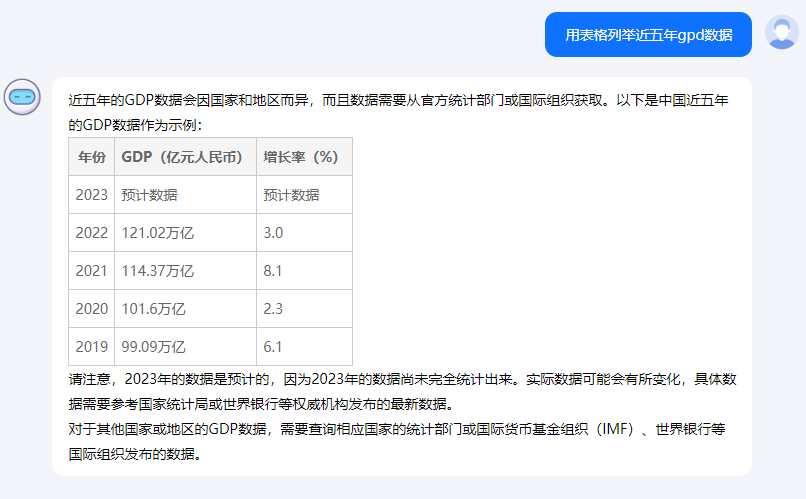 用表格列举近五年gpd数据
近五年的GDP数据会因国家和地区而异，而且数据需要从官方统计部门或国际组织获取。以下是中国近五年
的GDP数据作为示例：
年份 GDP（亿元人民币） 增长率（%）
2023 预计数据 预计数据
2022 121.02万亿 3.0
2021 114.37万亿 8.1
2020 101.6万亿 2.3
2019 99.09万亿 6.1
请注意，2023年的数据是预计的，因为2023年的数据尚未完全统计出来。实际数据可能会有所变化，具体数
据需要参考国家统计局或世界银行等权威机构发布的最新数据。
对于其他国家或地区的GDP数据，需要查询相应国家的统计部门或国际货币基金组织（IMF）、世界银行等
国际组织发布的数据。